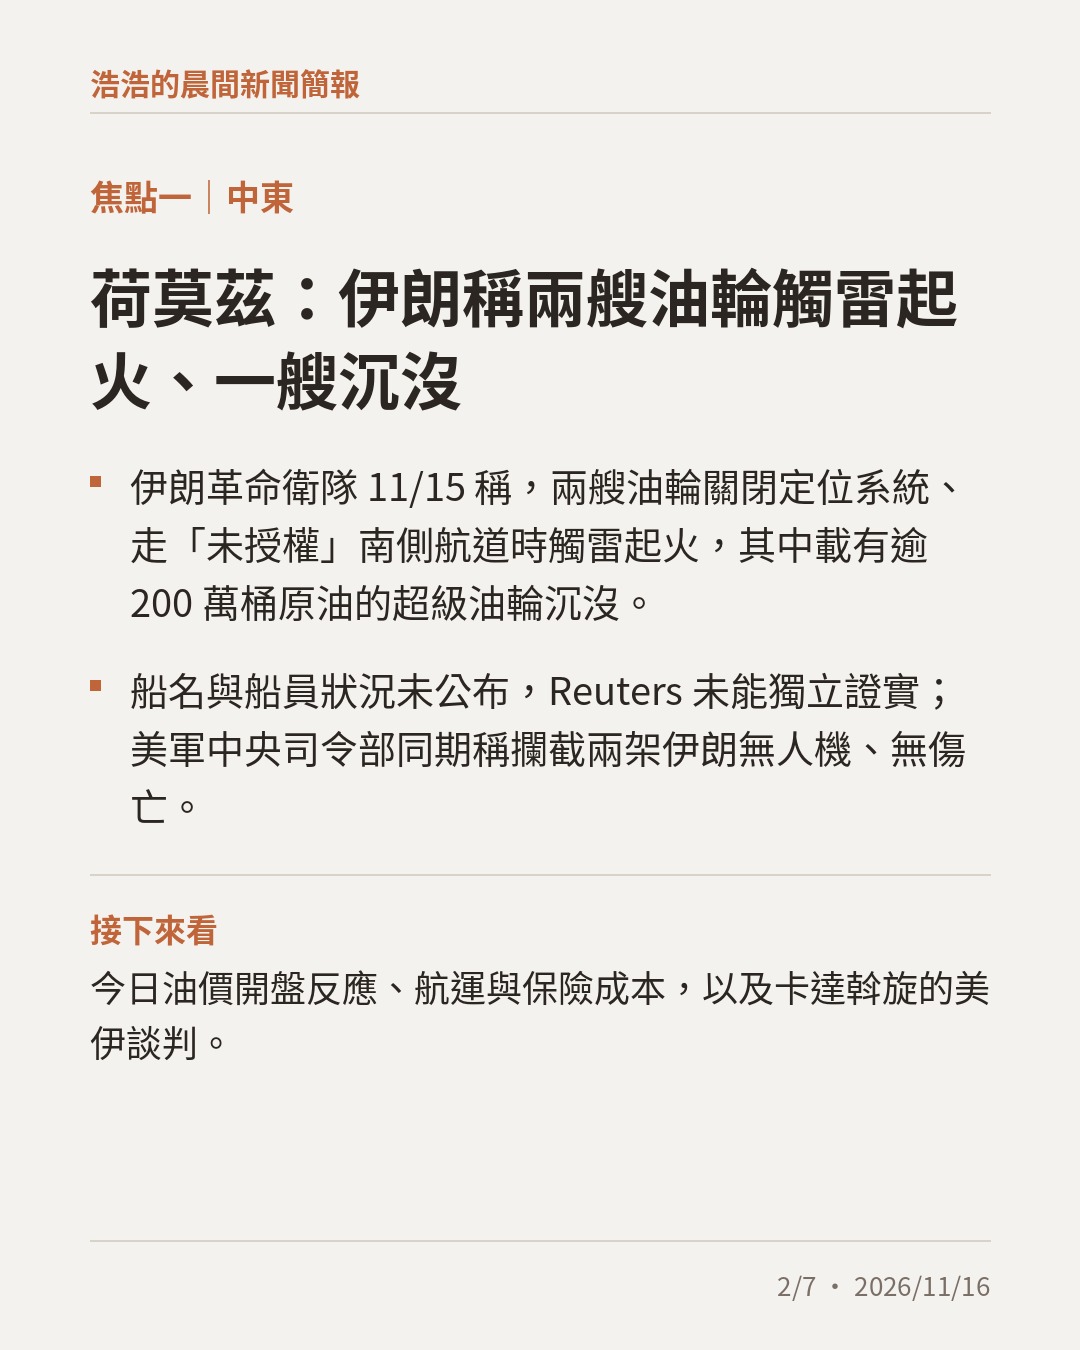 浩浩的晨間新聞簡報
焦點一｜中東
荷莫茲：伊朗稱兩艘油輪觸雷起
火、一艘沉沒
伊朗革命衛隊 11/15 稱，兩艘油輪關閉定位系統、
走「未授權」南側航道時觸雷起火，其中載有逾
200 萬桶原油的超級油輪沉沒。
船名與船員狀況未公布，Reuters 未能獨立證實；
美軍中央司令部同期稱攔截兩架伊朗無人機、無傷
亡。
接下來看
今日油價開盤反應、航運與保險成本，以及卡達斡旋的美
伊談判。
2/7 • 2026/11/16